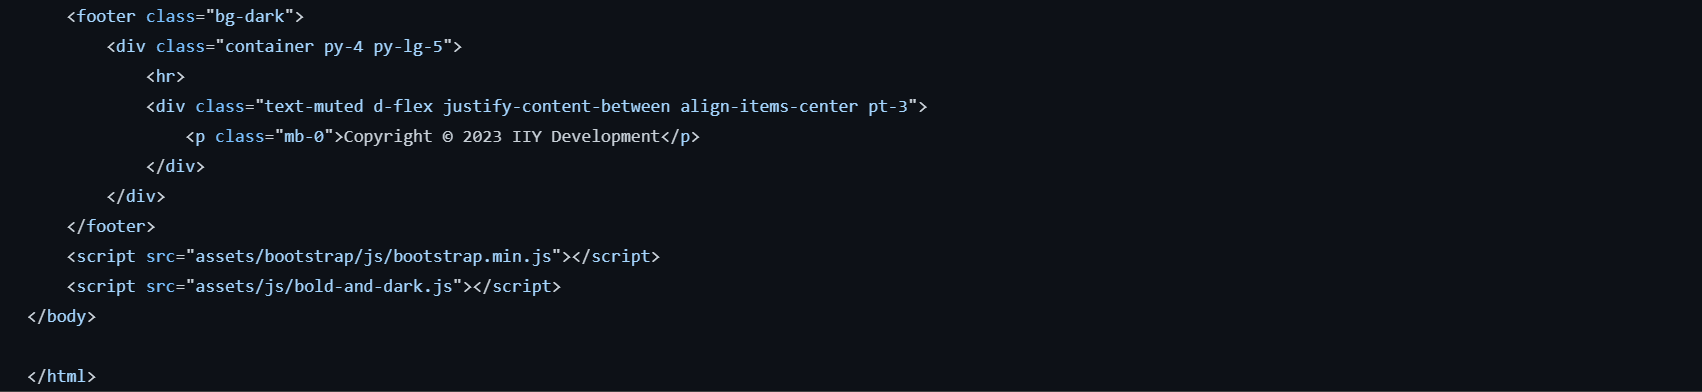 <footer class="bg-dark">
<div class="container py-4 py-lg-5">
<hr>
<div class="text-muted d-flex justify-content-between align-items-center pt-3">
<p class="mb-0">Copyright © 2023 IIY Development</p>
</div>
</div>
</footer>
<script src="assets/bootstrap/js/bootstrap.min.js"></script>
<script src="assets/js/bold-and-dark.js"></script>
</body>
</html>